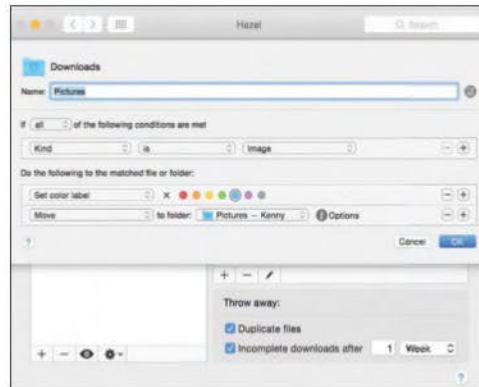 Hazel
Search
Downloads
Name: Pictures
If all of the following conditions are met
Kind is Image
Do the following to the matched file or folder:
Set color label
Move to folder: Pictures – Kenny Options
? Cancel OK
Throw away:
Duplicate files
Incomplete downloads after 1 Week
?